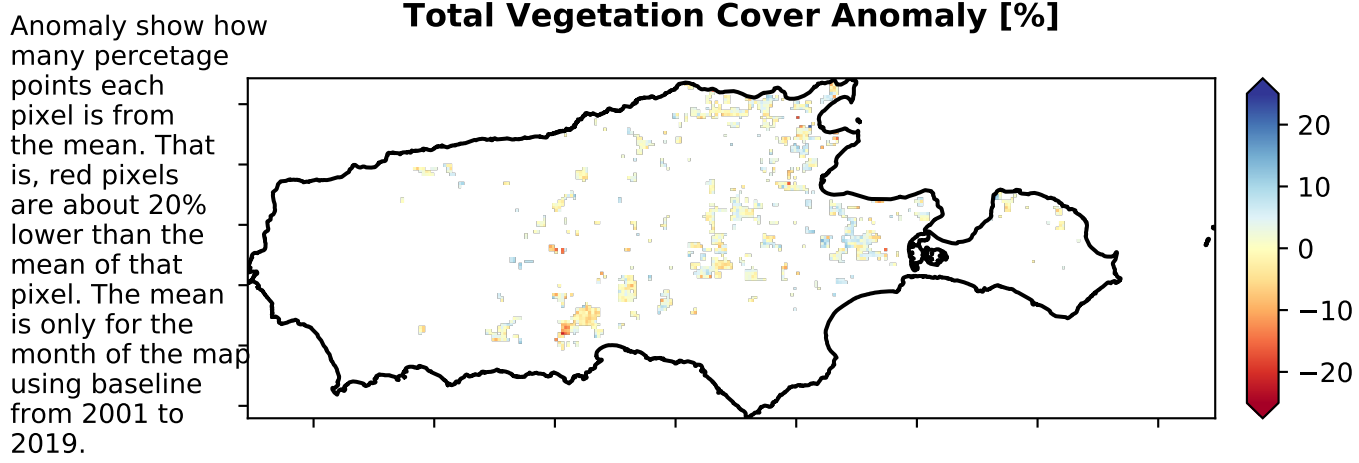 Total Vegetation Cover Anomaly [%]
Anomaly show how
many percetage
points each
pixel is from
the mean. That
is, red pixels
are about 20%
lower than the
mean of that
pixel. The mean
is only for the
month of the map
using baseline
from 2001 to
2019.
20
10
0
−10
−20